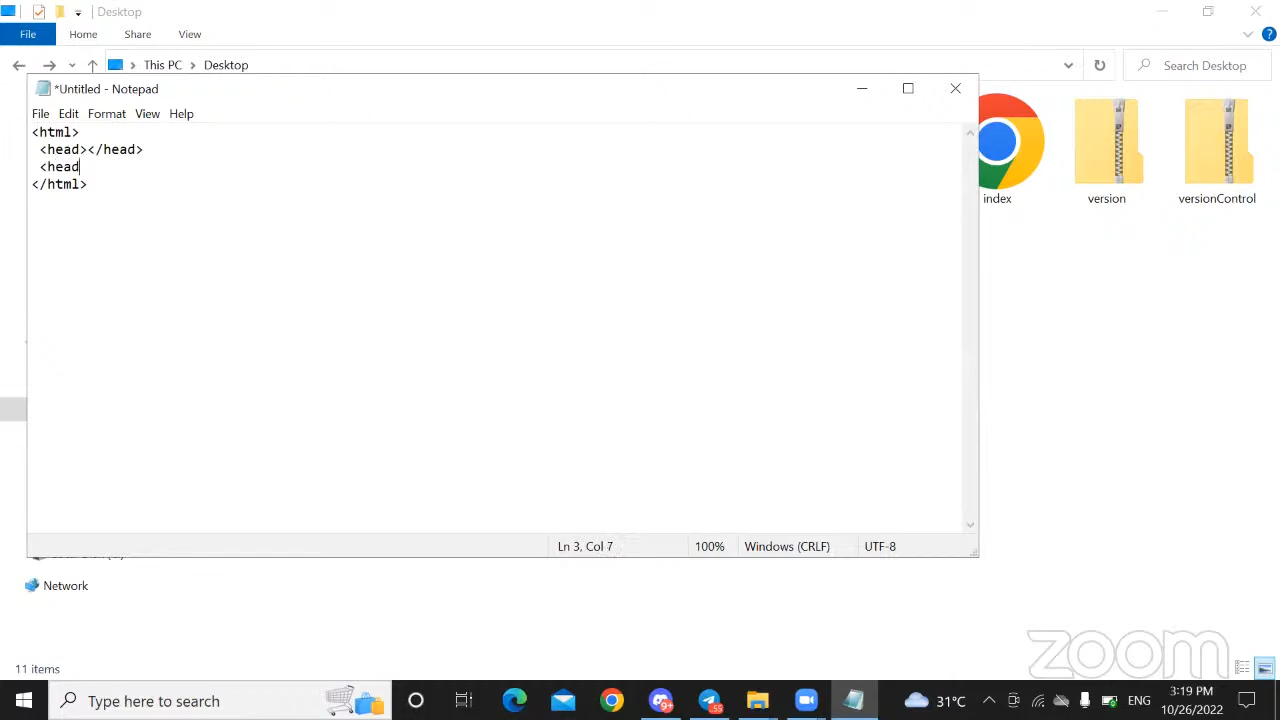 Desktop
File Home Share View
This PC Desktop
Search Desktop
*Untitled - Notepad
File Edit Format View Help
<html>
<head></head>
<head
</html>
index
version
versionControl
Ln 3, Col 7
100%
Windows (CRLF)
UTF-8
Network
11 items
zoom
Type here to search
9+
55
31°C
ENG
3:19 PM
10/26/2022